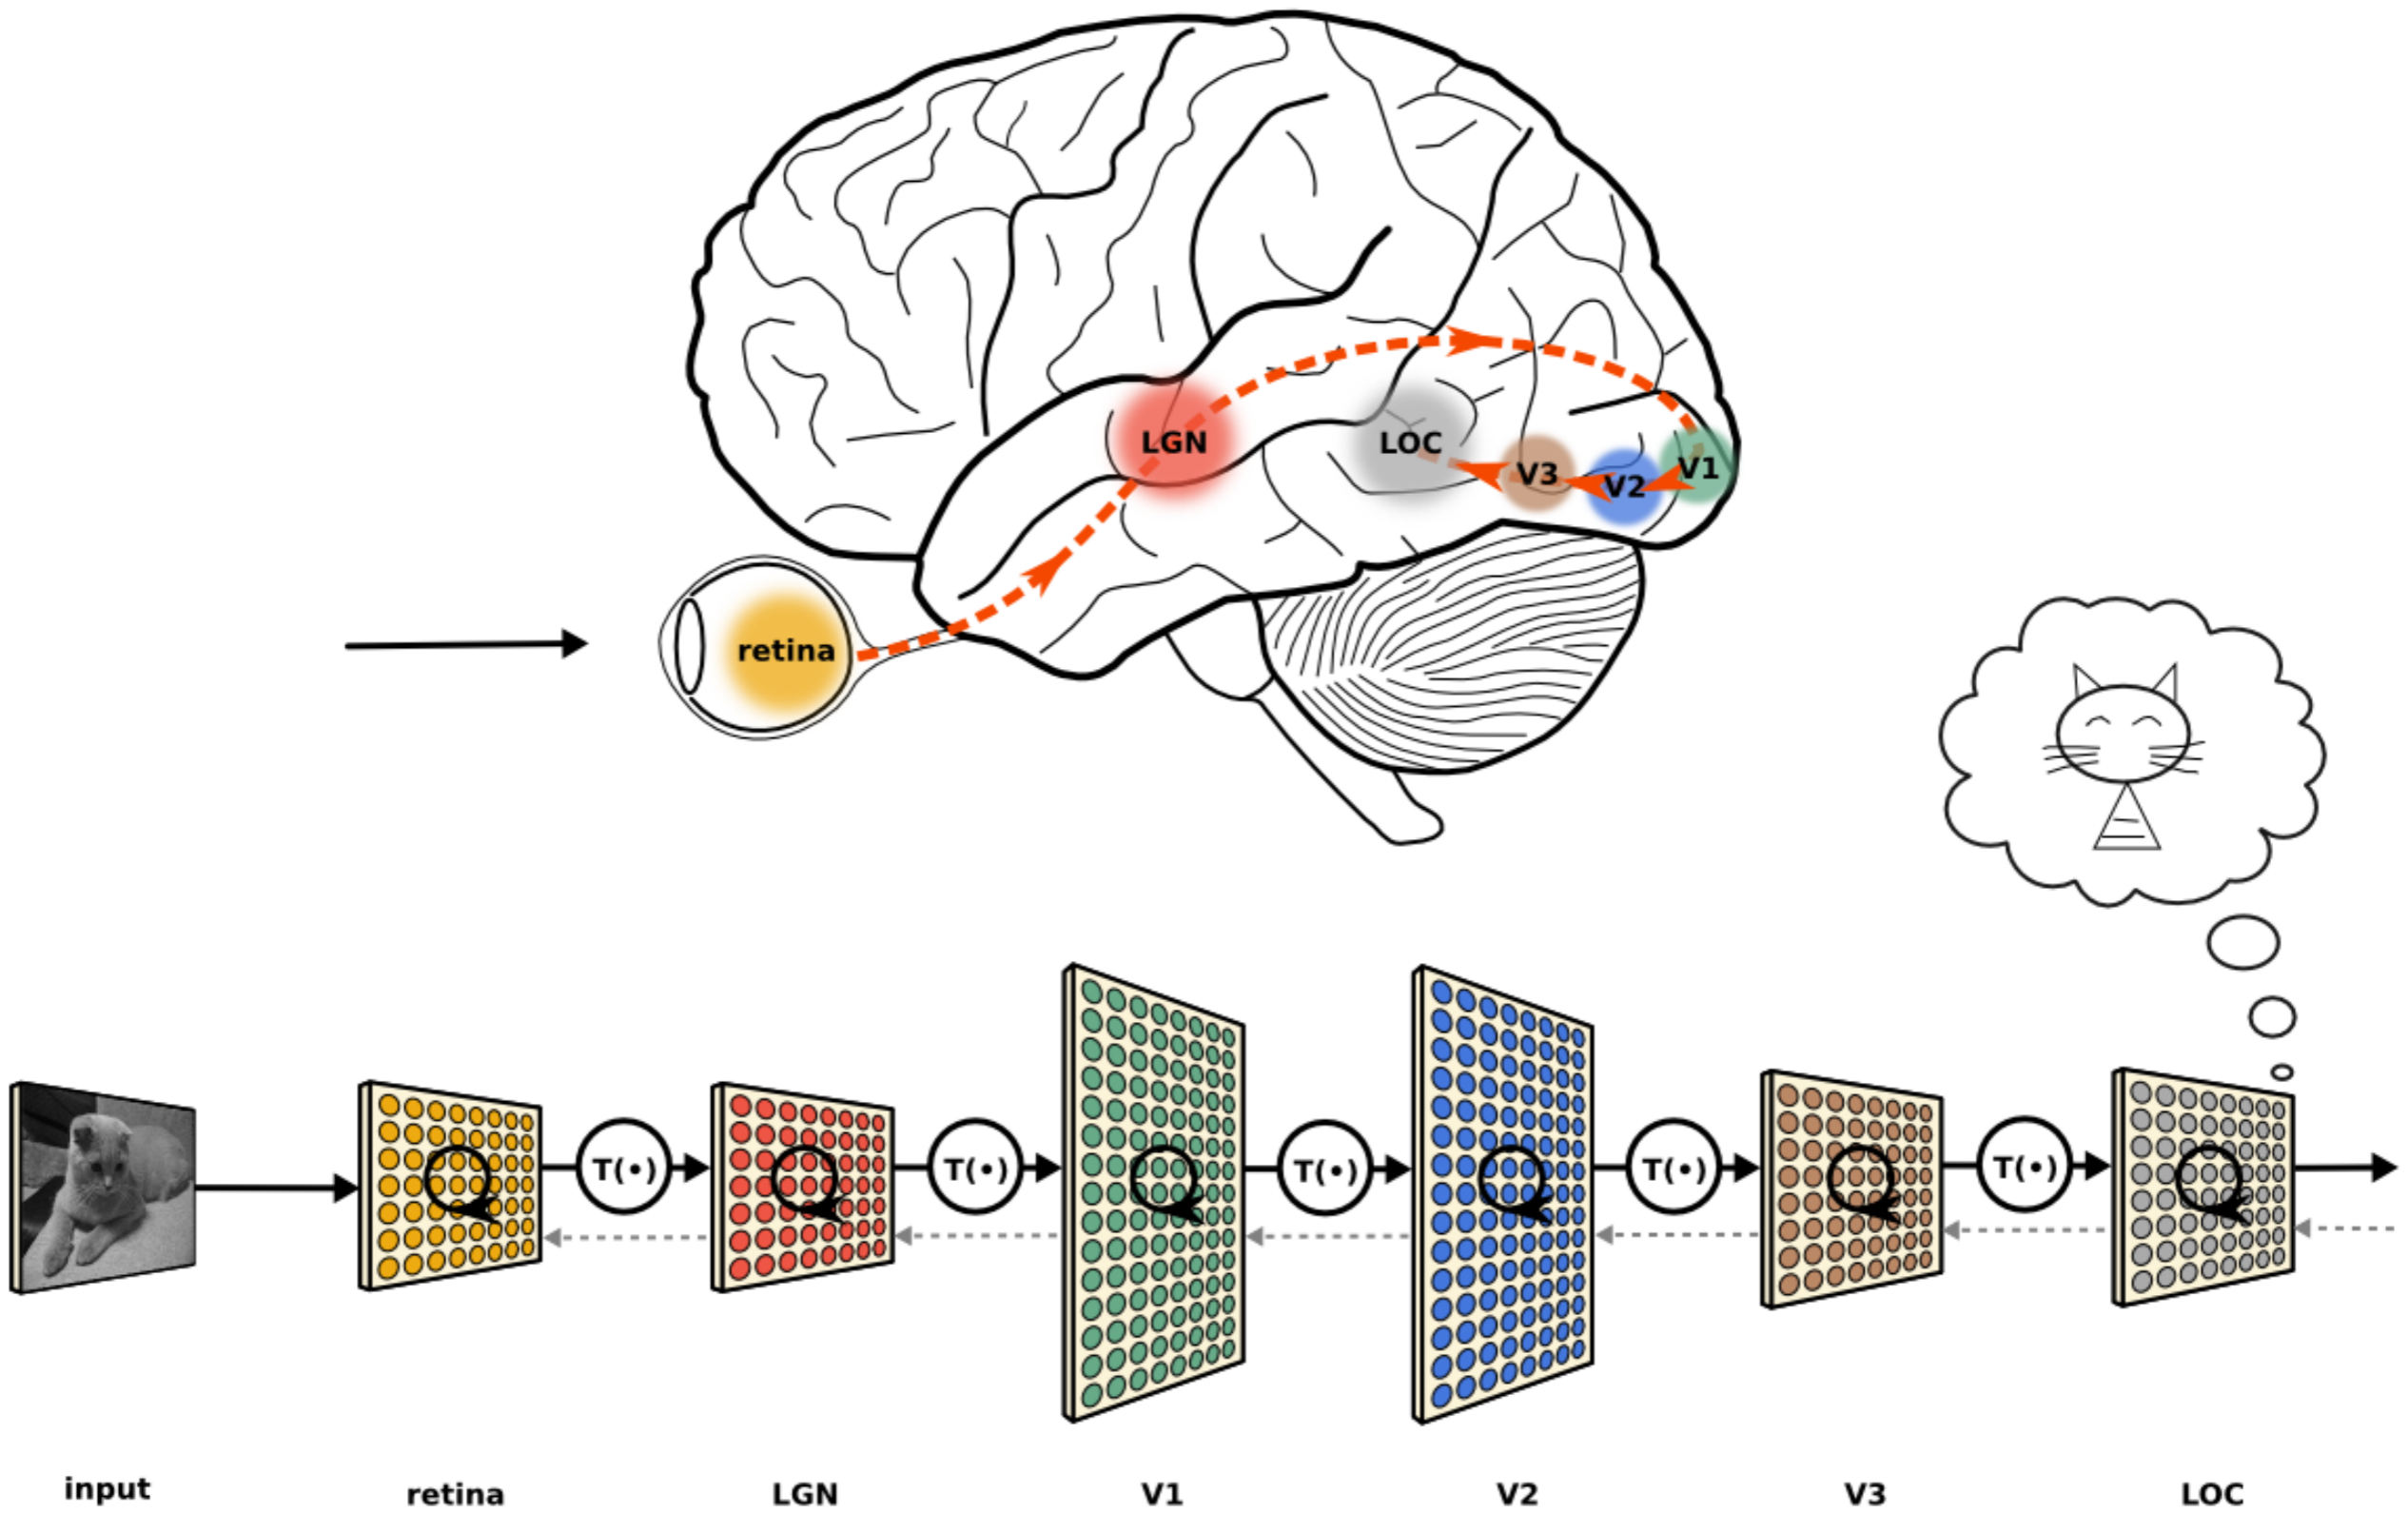 LGN
LOC
V3
V2
V1
retina
T(•)
T(•)
T(•)
T(•)
T(•)
input
retina
LGN
V1
V2
V3
LOC